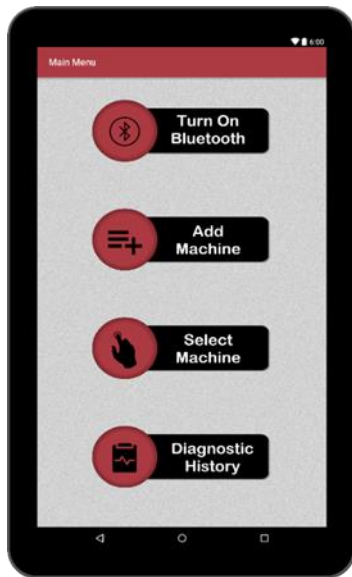 6:00
Main Menu
Turn On
Bluetooth
Add
Machine
Select
Machine
Diagnostic
History